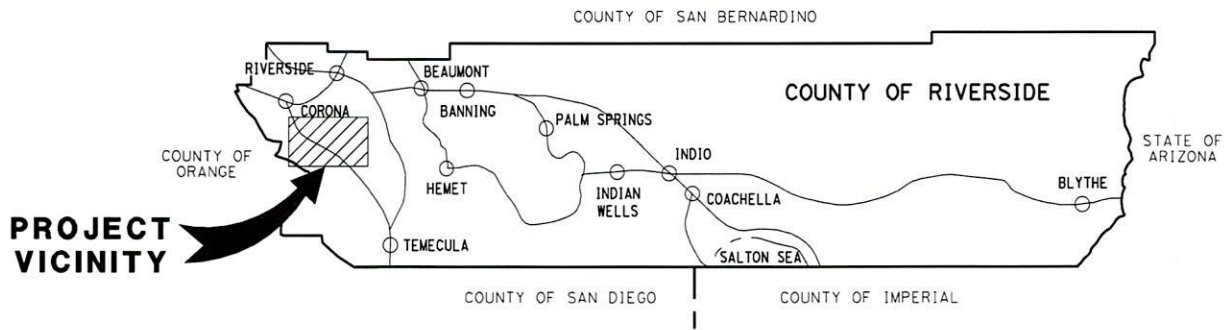 COUNTY OF SAN BERNARDINO
RIVERSIDE
BEAUMONT
CORONA
BANNING
COUNTY OF RIVERSIDE
PALM SPRINGS
COUNTY OF
ORANGE
STATE OF
ARIZONA
HEMET
INDIAN
WELLS
INDIO
COACHELLA
BLYTHE
PROJECT
VICINITY
TEMECULA
SALTON SEA
COUNTY OF SAN DIEGO
COUNTY OF IMPERIAL